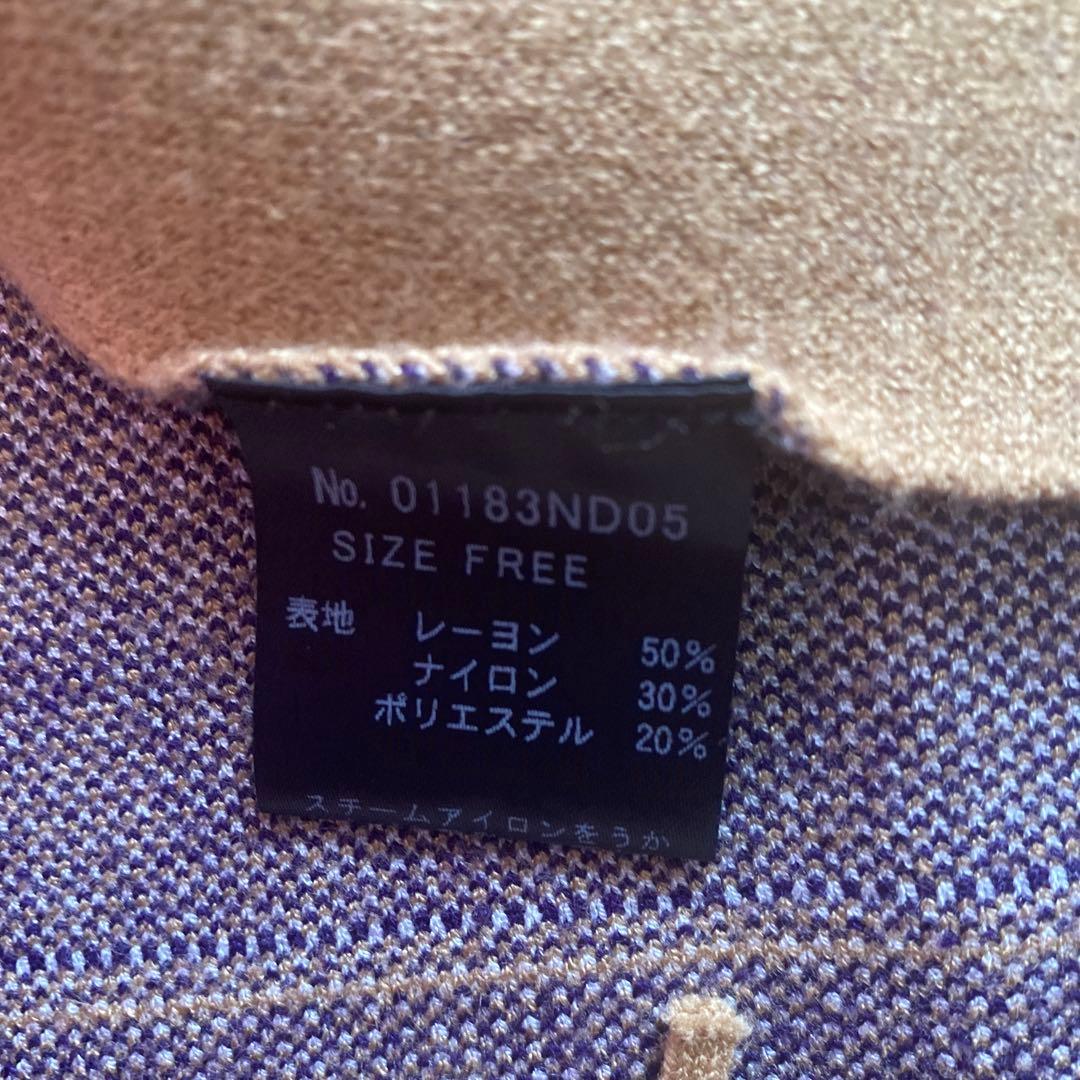 No. 01183ND05
SIZE FREE
表地 レーヨン 50%
ナイロン 30%
ポリエステル 20%
スチームアイロンをうか